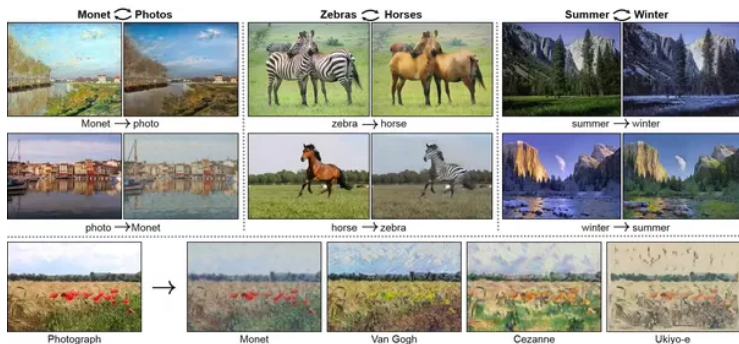 Monet ⟲ Photos
Zebras ⟲ Horses
Summer ⟲ Winter
Monet → photo
zebra → horse
summer → winter
photo → Monet
horse → zebra
winter → summer
Photograph
Monet
Van Gogh
Cezanne
Ukiyo-e